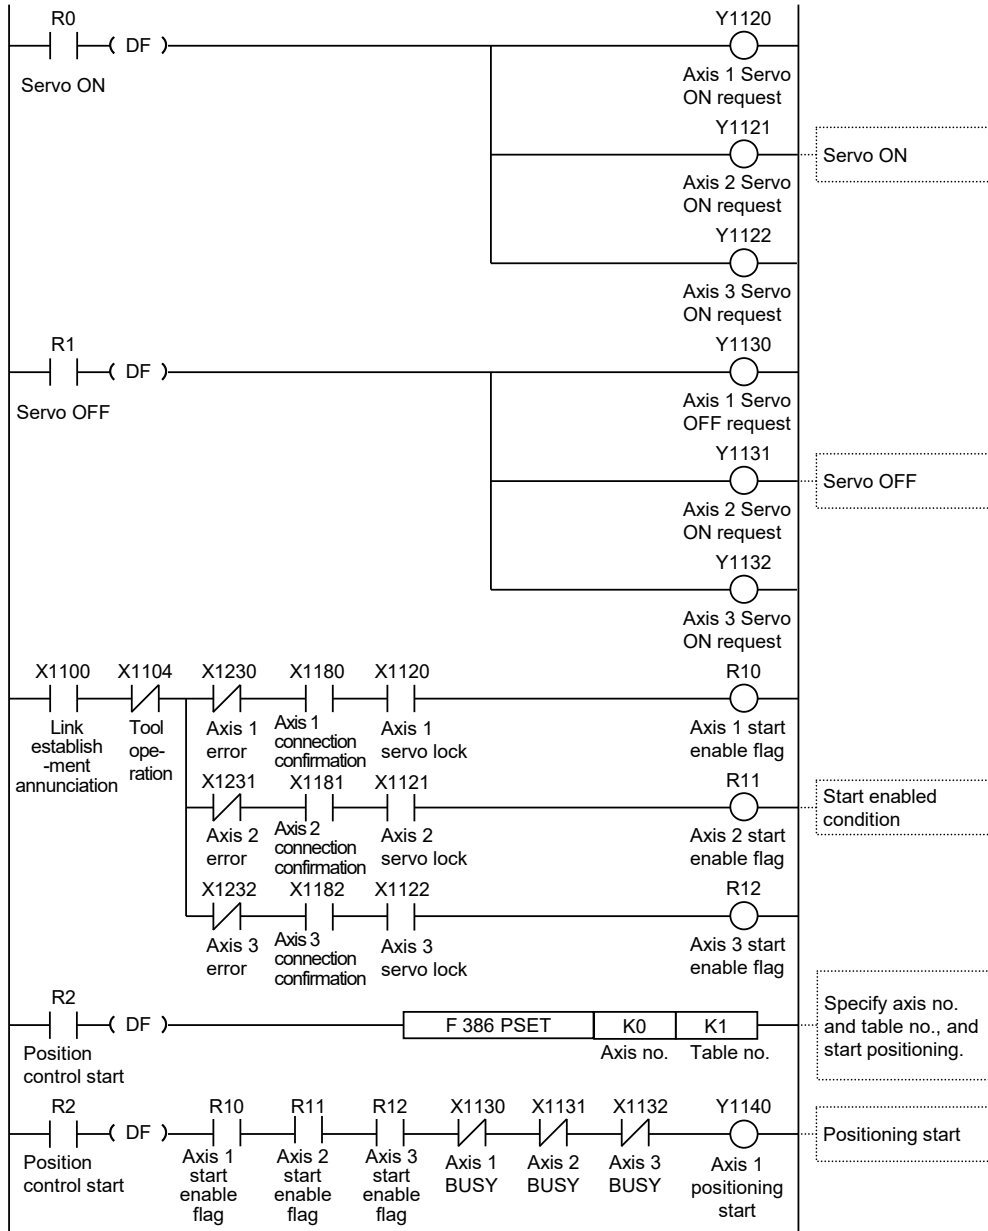 R0
Y1120
( DF )
Servo ON
Axis 1 Servo
ON request
Y1121
Servo ON
Axis 2 Servo
ON request
Y1122
Axis 3 Servo
ON request
R1
Y1130
( DF )
Servo OFF
Axis 1 Servo
OFF request
Y1131
Servo OFF
Axis 2 Servo
ON request
Y1132
Axis 3 Servo
ON request
X1100 X1104 X1230 X1180 X1120 R10
Link
establish
-ment
annunciation
Tool
ope-
ration
Axis 1
error
Axis 1
connection
confirmation
Axis 1
servo lock
Axis 1 start
enable flag
X1231 X1181 X1121 R11
Start enabled
condition
Axis 2
error
Axis 2
connection
confirmation
Axis 2
servo lock
Axis 2 start
enable flag
X1232 X1182 X1122 R12
Axis 3
error
Axis 3
connection
confirmation
Axis 3
servo lock
Axis 3 start
enable flag
R2
( DF )
F 386 PSET K0 K1
Axis no. Table no.
Position
control start
Specify axis no.
and table no., and
start positioning.
R2 R10 R11 R12 X1130 X1131 X1132 Y1140
( DF )
Positioning start
Position
control start
Axis 1
start
enable
flag
Axis 2
start
enable
flag
Axis 3
start
enable
flag
Axis 1
BUSY
Axis 2
BUSY
Axis 3
BUSY
Axis 1
positioning
start